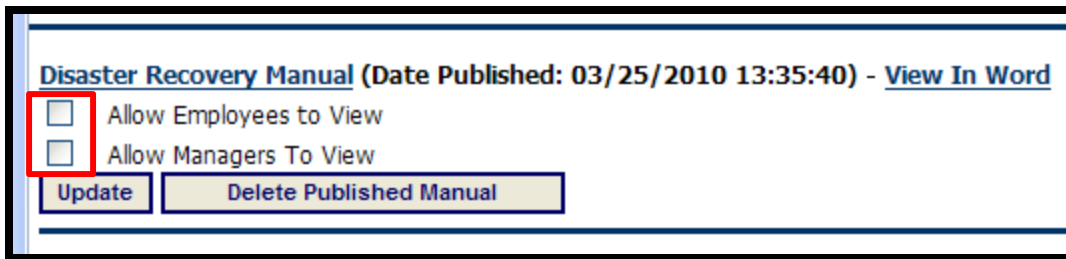 Disaster Recovery Manual (Date Published: 03/25/2010 13:35:40) - View In Word
Allow Employees to View
Allow Managers To View
Update Delete Published Manual